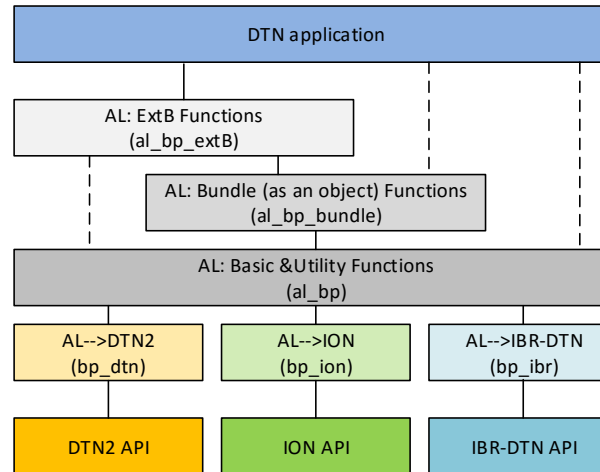 DTN application
AL: ExtB Functions
(al_bp_extB)
AL: Bundle (as an object) Functions
(al_bp_bundle)
AL: Basic &Utility Functions
(al_bp)
AL-->DTN2
(bp_dtn)
AL-->ION
(bp_ion)
AL-->IBR-DTN
(bp_ibr)
DTN2 API
ION API
IBR-DTN API